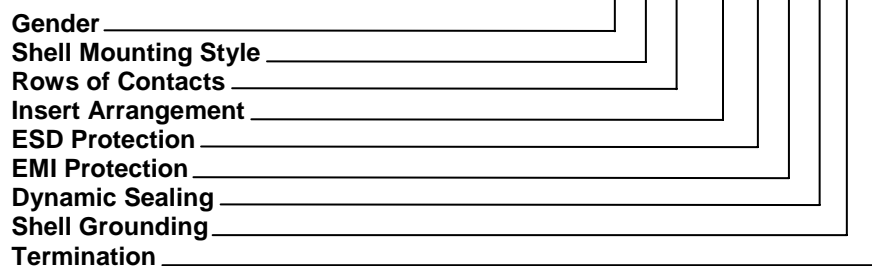 Gender
Shell Mounting Style
Rows of Contacts
Insert Arrangement
ESD Protection
EMI Protection
Dynamic Sealing
Shell Grounding
Termination